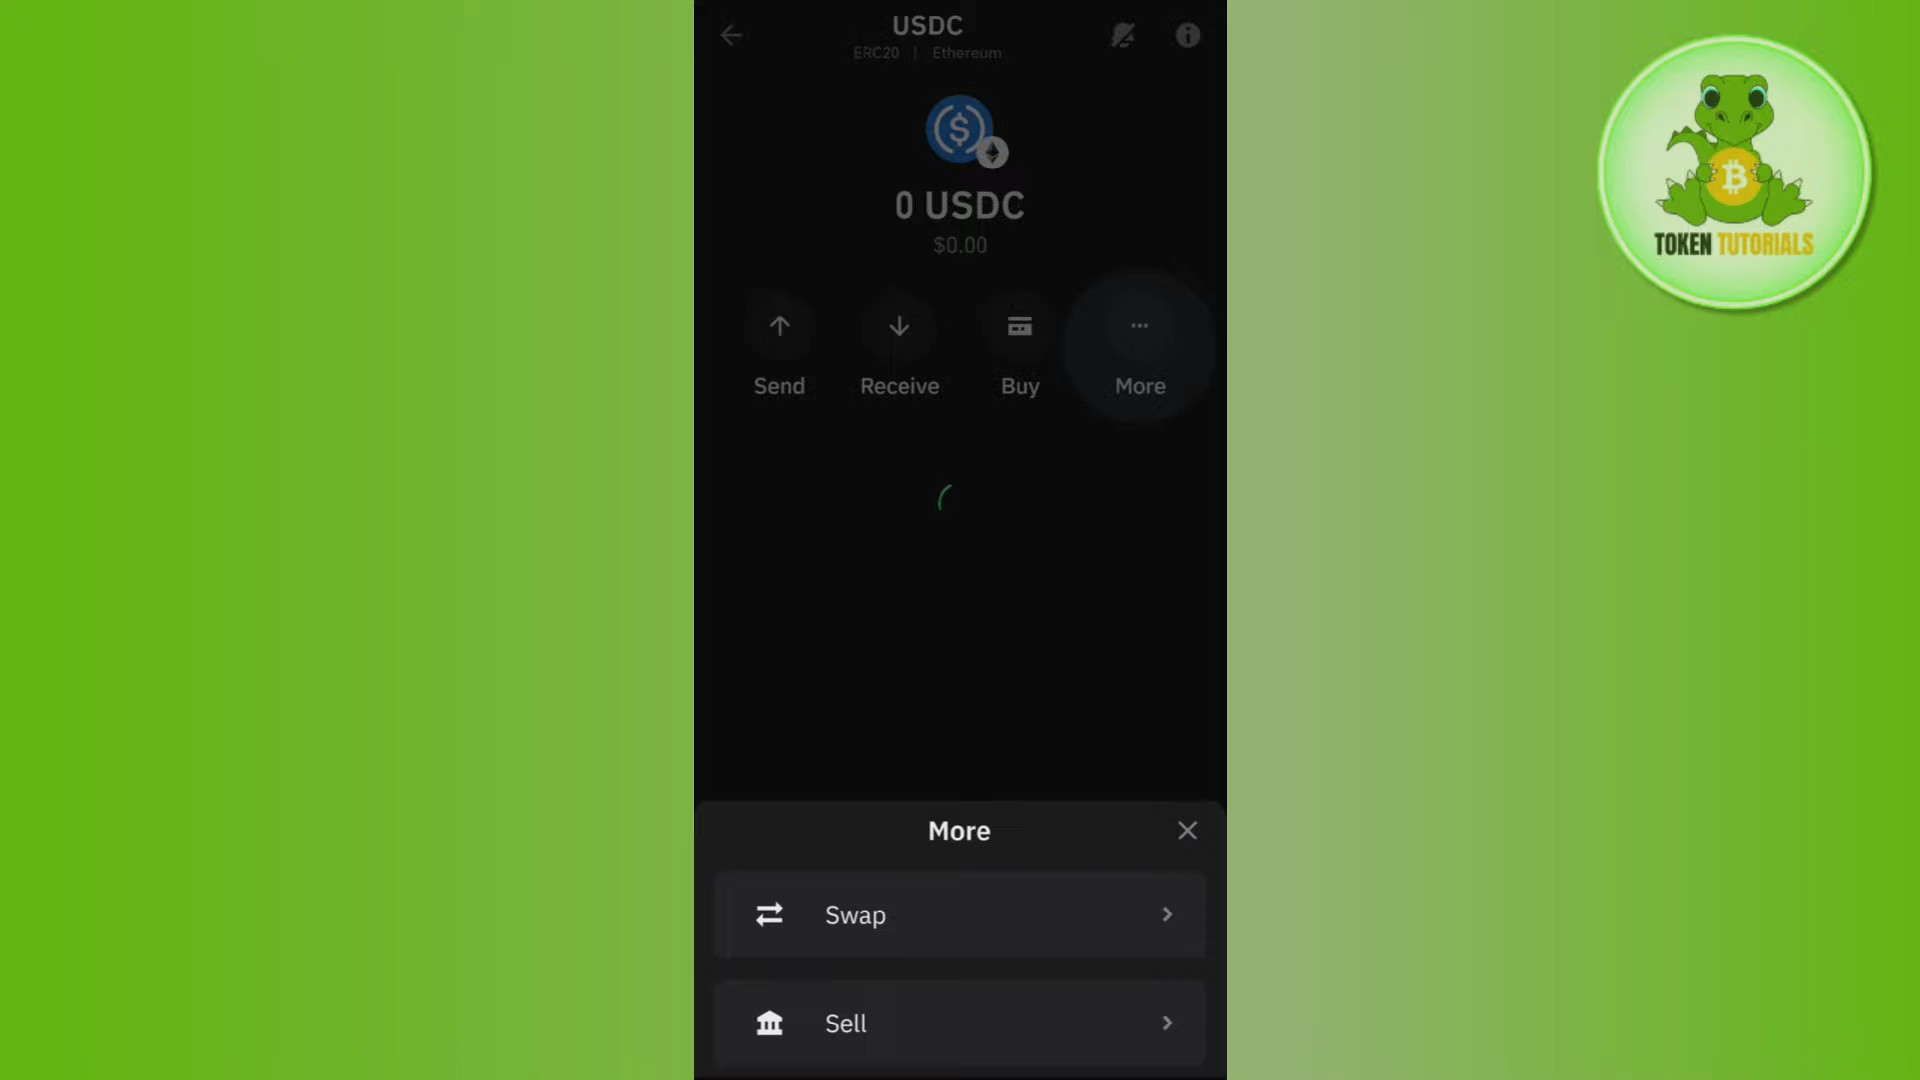 USDC
ERC20 | Ethereum
0 USDC
$0.00
Send Receive Buy More
More
Swap
Sell
TOKEN TUTORIALS